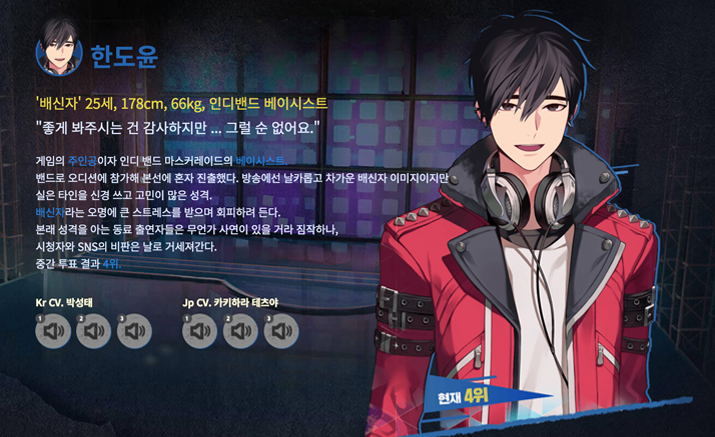 한도윤
'배신자' 25세, 178cm, 66kg, 인디밴드 베이시스트
"좋게 봐주시는 건 감사하지만 ... 그럴 순 없어요."
게임의 주인공이자 인디 밴드 마스커레이드의 베이시스트.
밴드로 오디션에 참가해 본선에 혼자 진출했다. 방송에선 날카롭고 차가운 배신자 이미지이지만
실은 타인을 신경 쓰고 고민이 많은 성격.
배신자라는 오명에 큰 스트레스를 받으며 회피하려 든다.
본래 성격을 아는 동료 출연자들은 무언가 사연이 있을 거라 짐작하나,
시청자와 SNS의 비판은 날로 거세져간다.
중간 투표 결과 4위.
Kr CV. 박성태 Jp CV. 카키하라 테츠야
1 2 3 1 2 3
현재 4위